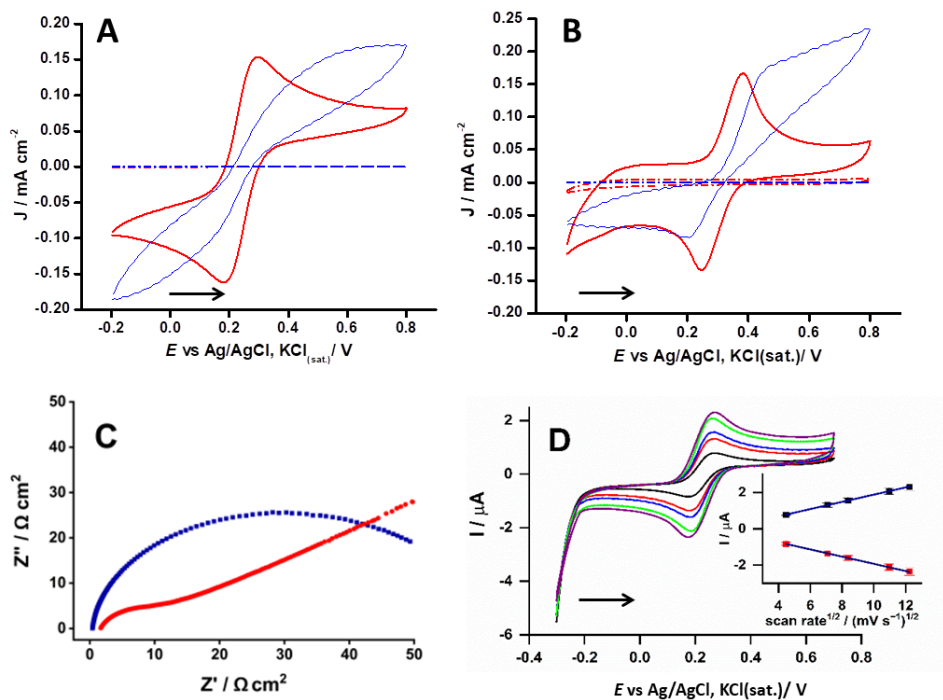 A
0.20
0.15
0.10
0.05
0.00
-0.05
-0.10
-0.15
-0.20
J / mA cm⁻²
-0.2 0.0 0.2 0.4 0.6 0.8
E vs Ag/AgCl, KCl(sat.)/ V
B
0.25
0.20
0.15
0.10
0.05
0.00
-0.05
-0.10
-0.15
0.20
J / mA cm⁻²
-0.2 0.0 0.2 0.4 0.6 0.8
E vs Ag/AgCl, KCl(sat.)/ V
C
50
40
30
20
10
0
Z'' / Ω cm²
0 10 20 30 40 50
Z' / Ω cm²
D
2
0
-2
-4
-6
I / μA
-0.4 -0.2 0.0 0.2 0.4 0.6 0.8
E vs Ag/AgCl, KCl(sat.)/ V
2
0
-2
I / μA
4 6 8 10 12
scan rate¹ᐟ² / (mV s⁻¹)¹ᐟ²